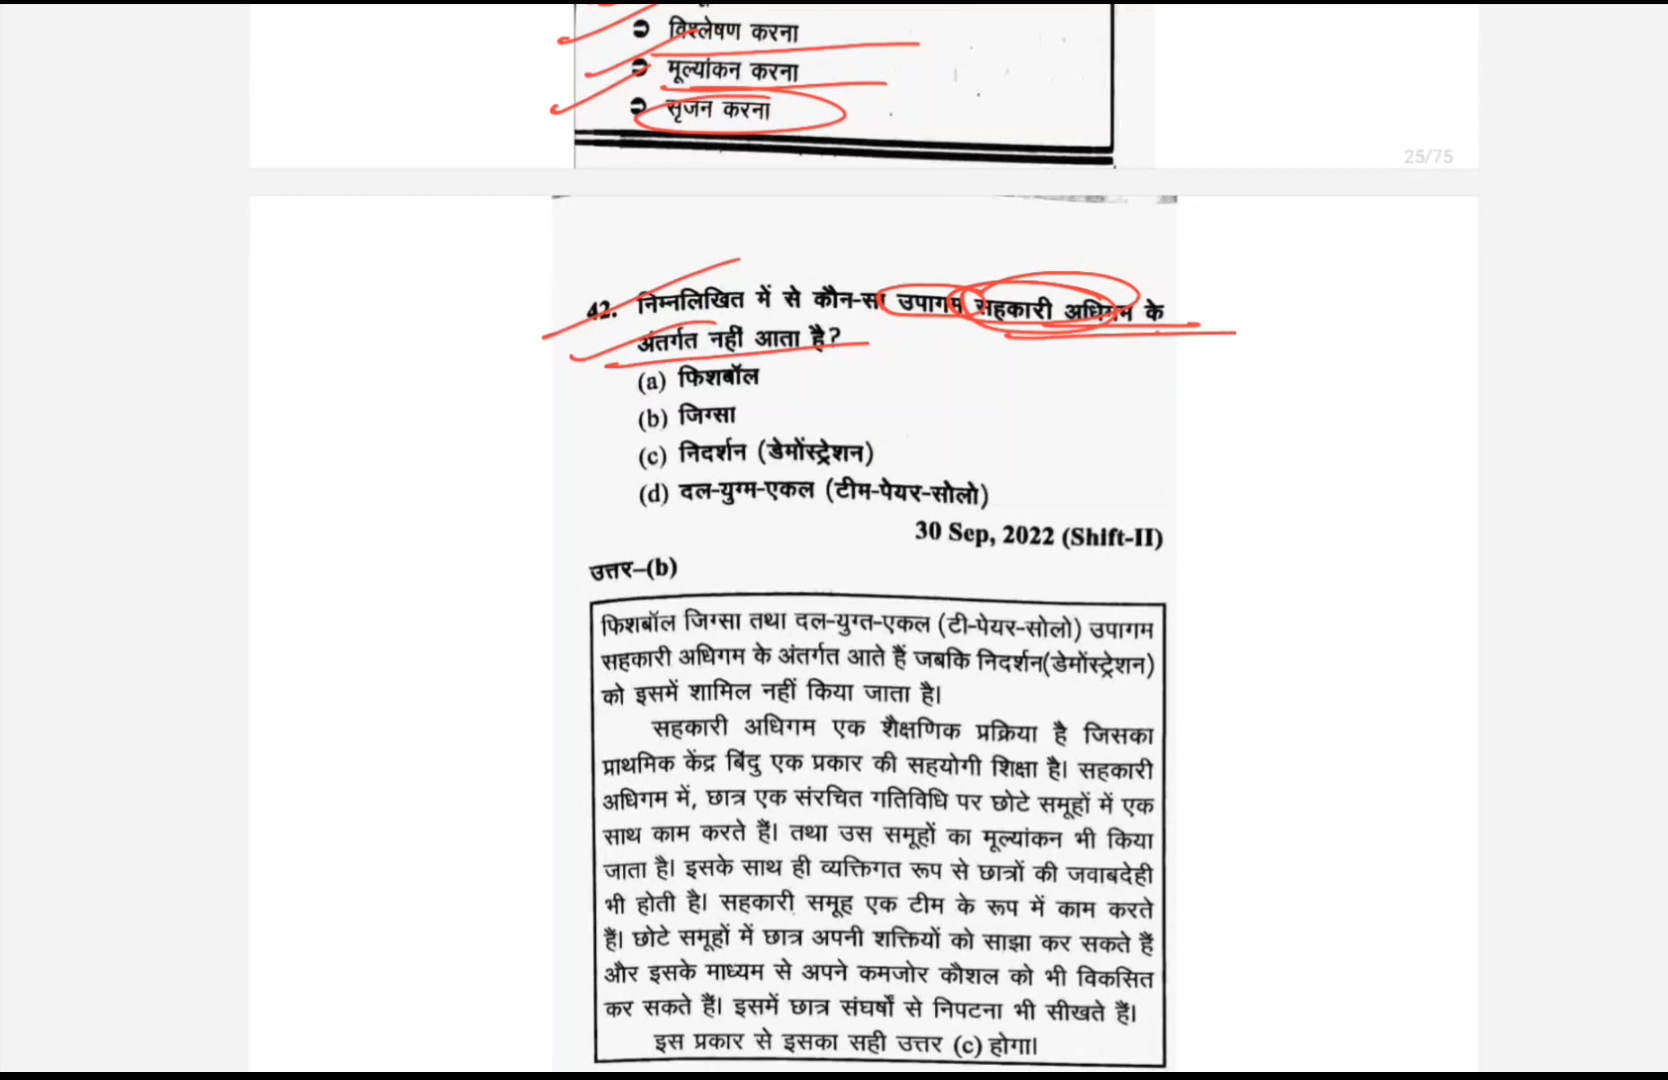 ➲ विश्लेषण करना
➲ मूल्यांकन करना
➲ सृजन करना
25/75
42. निम्नलिखित में से कौन-सा उपागम सहकारी अधिगम के
अंतर्गत नहीं आता है?
(a) फिशबॉल
(b) जिग्सा
(c) निदर्शन (डेमोंस्ट्रेशन)
(d) दल-युग्म-एकल (टीम-पेयर-सोलो)
30 Sep, 2022 (Shift-II)
उत्तर–(b)
फिशबॉल जिग्सा तथा दल-युग्त-एकल (टी-पेयर-सोलो) उपागम
सहकारी अधिगम के अंतर्गत आते हैं जबकि निदर्शन(डेमोंस्ट्रेशन)
को इसमें शामिल नहीं किया जाता है।
सहकारी अधिगम एक शैक्षणिक प्रक्रिया है जिसका
प्राथमिक केंद्र बिंदु एक प्रकार की सहयोगी शिक्षा है। सहकारी
अधिगम में, छात्र एक संरचित गतिविधि पर छोटे समूहों में एक
साथ काम करते हैं। तथा उस समूहों का मूल्यांकन भी किया
जाता है। इसके साथ ही व्यक्तिगत रूप से छात्रों की जवाबदेही
भी होती है। सहकारी समूह एक टीम के रूप में काम करते
हैं। छोटे समूहों में छात्र अपनी शक्तियों को साझा कर सकते हैं
और इसके माध्यम से अपने कमजोर कौशल को भी विकसित
कर सकते हैं। इसमें छात्र संघर्षों से निपटना भी सीखते हैं।
इस प्रकार से इसका सही उत्तर (c) होगा।